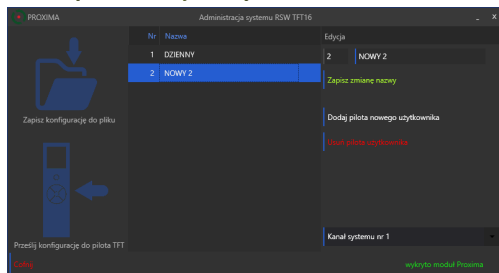 PROXIMA
Administracja systemu RSW TFT16
_ x
Nr Nazwa
1 DZIENNY
2 NOWY 2
Edycja
2 NOWY 2
Zapisz zmianę nazwy
Dodaj pilota nowego użytkownika
Usuń pilota użytkownika
Zapisz konfigurację do pliku
Prześlij konfigurację do pilota TFT
Kanał systemu nr 1
Cofnij
wykryto moduł Proxima